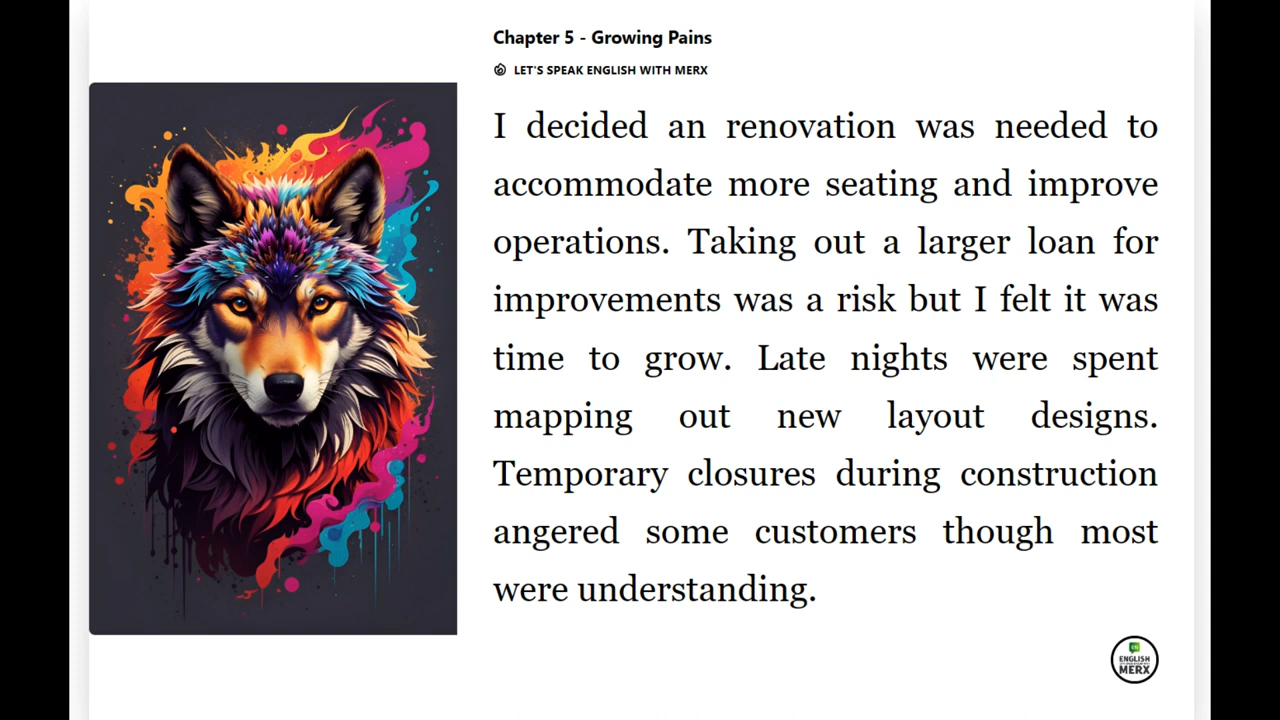 Chapter 5 - Growing Pains
LET'S SPEAK ENGLISH WITH MERX
I decided an renovation was needed to
accommodate more seating and improve
operations. Taking out a larger loan for
improvements was a risk but I felt it was
time to grow. Late nights were spent
mapping out new layout designs.
Temporary closures during construction
angered some customers though most
were understanding.
ENGLISH
MERX